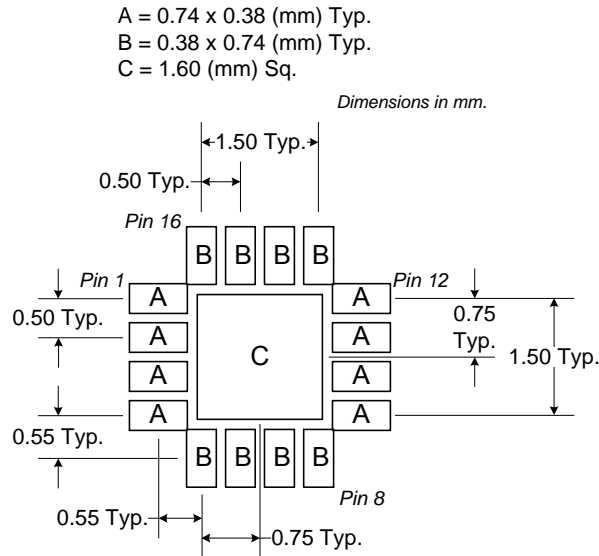 A = 0.74 x 0.38 (mm) Typ.
B = 0.38 x 0.74 (mm) Typ.
C = 1.60 (mm) Sq.
Dimensions in mm.
1.50 Typ.
0.50 Typ.
Pin 16
B B B B
Pin 1
Pin 12
A
A
0.50 Typ.
0.75
Typ.
A
A
C
1.50 Typ.
A
A
A
A
0.55 Typ.
B B B B
Pin 8
0.55 Typ.
0.75 Typ.